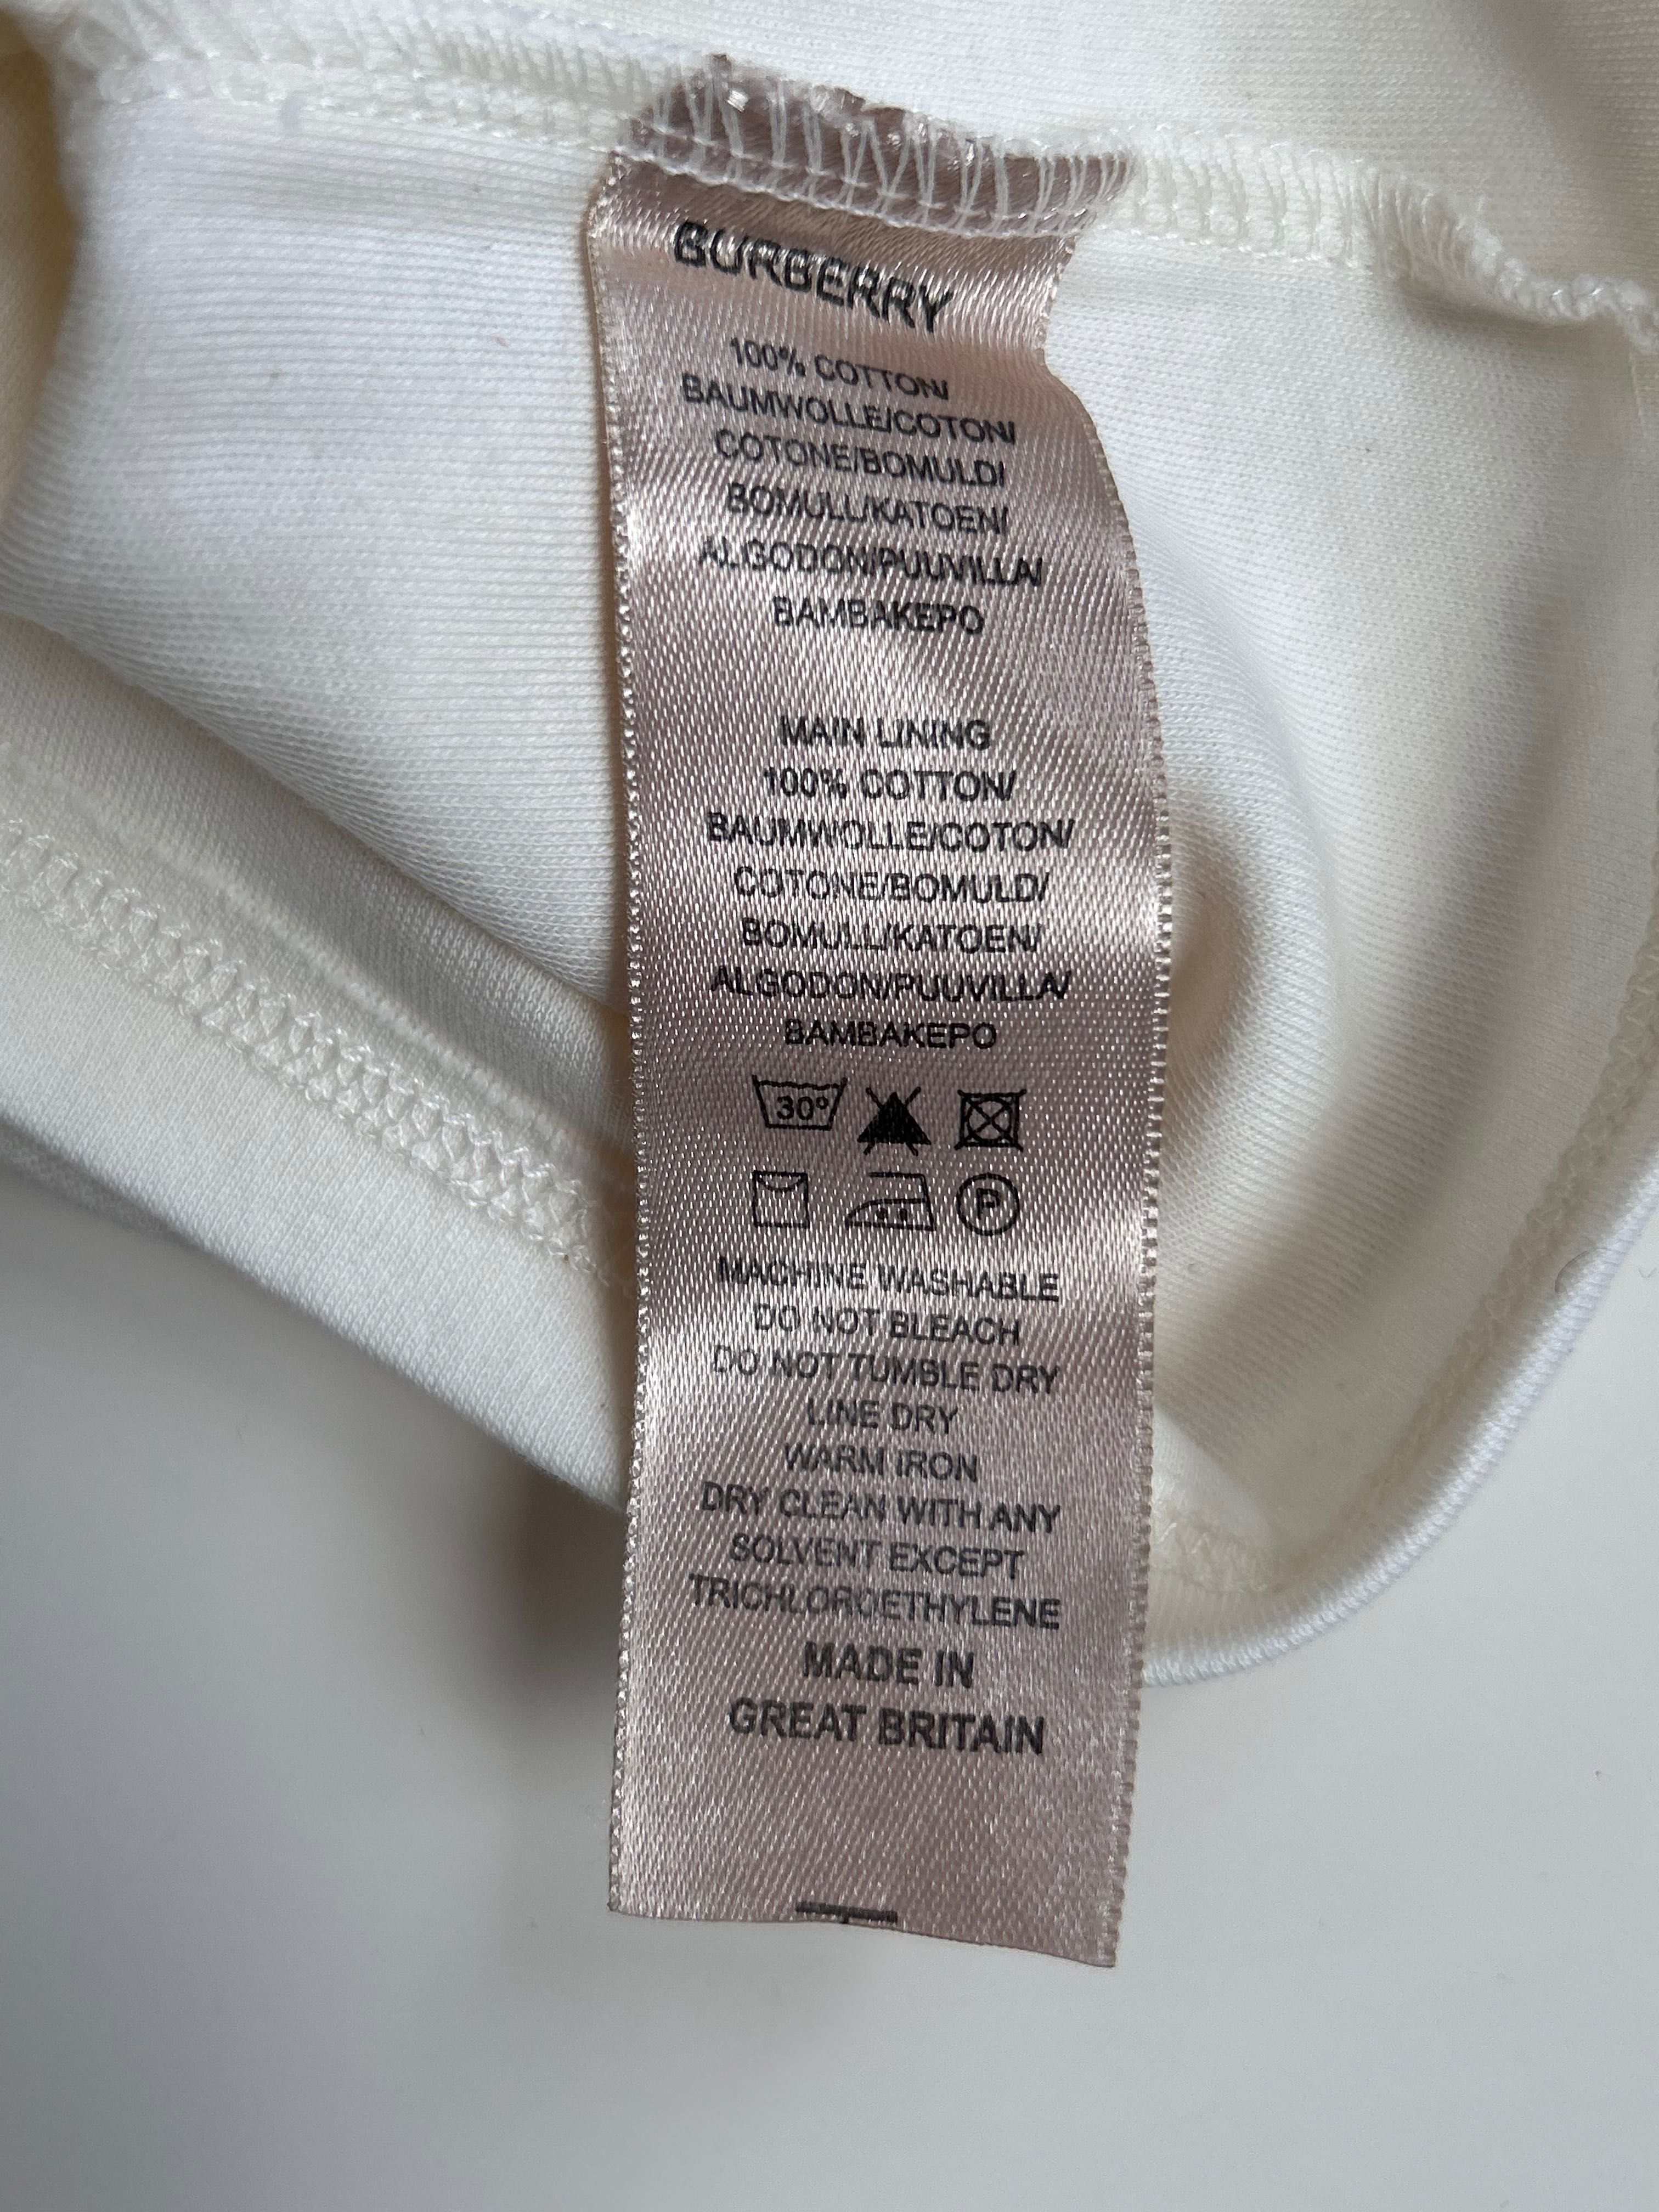 BURBERRY
100% COTTON/
BAUMWOLLE/COTON/
COTONE/BOMULD/
BOMULL/KATOEN/
ALGODON/PUUVILLA/
BAMBAKEPO
MAIN LINING
100% COTTON/
BAUMWOLLE/COTON/
COTONE/BOMULD/
BOMULL/KATOEN/
ALGODON/PUUVILLA/
BAMBAKEPO
30°
P
MACHINE WASHABLE
DO NOT BLEACH
DO NOT TUMBLE DRY
LINE DRY
WARM IRON
DRY CLEAN WITH ANY
SOLVENT EXCEPT
TRICHLOROETHYLENE
MADE IN
GREAT BRITAIN